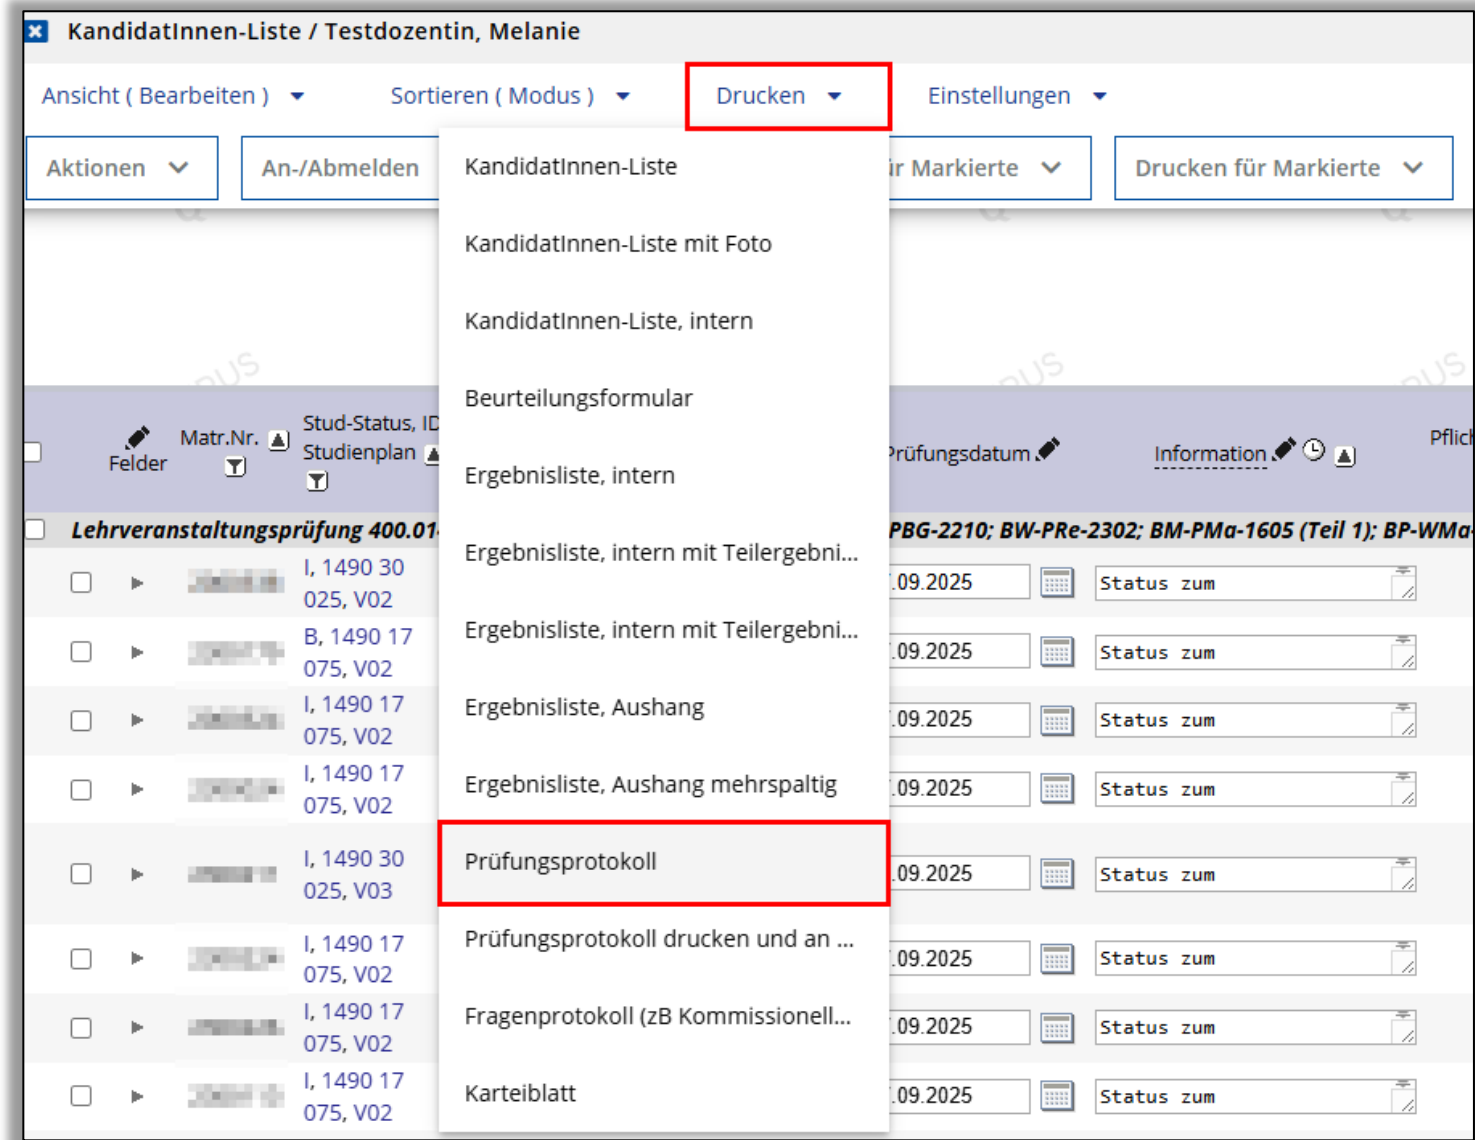 KandidatInnen-Liste / Testdozentin, Melanie
Ansicht ( Bearbeiten )
Sortieren ( Modus )
Drucken
Einstellungen
Aktionen
An-/Abmelden
ür Markierte
Drucken für Markierte
KandidatInnen-Liste
KandidatInnen-Liste mit Foto
KandidatInnen-Liste, intern
Beurteilungsformular
Ergebnisliste, intern
Ergebnisliste, intern mit Teilergebni...
Ergebnisliste, intern mit Teilergebni...
Ergebnisliste, Aushang
Ergebnisliste, Aushang mehrspaltig
Prüfungsprotokoll
Prüfungsprotokoll drucken und an ...
Fragenprotokoll (zB Kommissionell...
Karteiblatt
Felder
Matr.Nr.
Stud-Status, ID
Studienplan
Prüfungsdatum
Information
Pflich
Lehrveranstaltungsprüfung 400.01
PBG-2210; BW-PRe-2302; BM-PMa-1605 (Teil 1); BP-WMa-
I, 1490 30
025, V02
.09.2025
Status zum
B, 1490 17
075, V02
.09.2025
Status zum
I, 1490 17
075, V02
.09.2025
Status zum
I, 1490 17
075, V02
.09.2025
Status zum
I, 1490 30
025, V03
.09.2025
Status zum
I, 1490 17
075, V02
.09.2025
Status zum
I, 1490 17
075, V02
.09.2025
Status zum
I, 1490 17
075, V02
.09.2025
Status zum